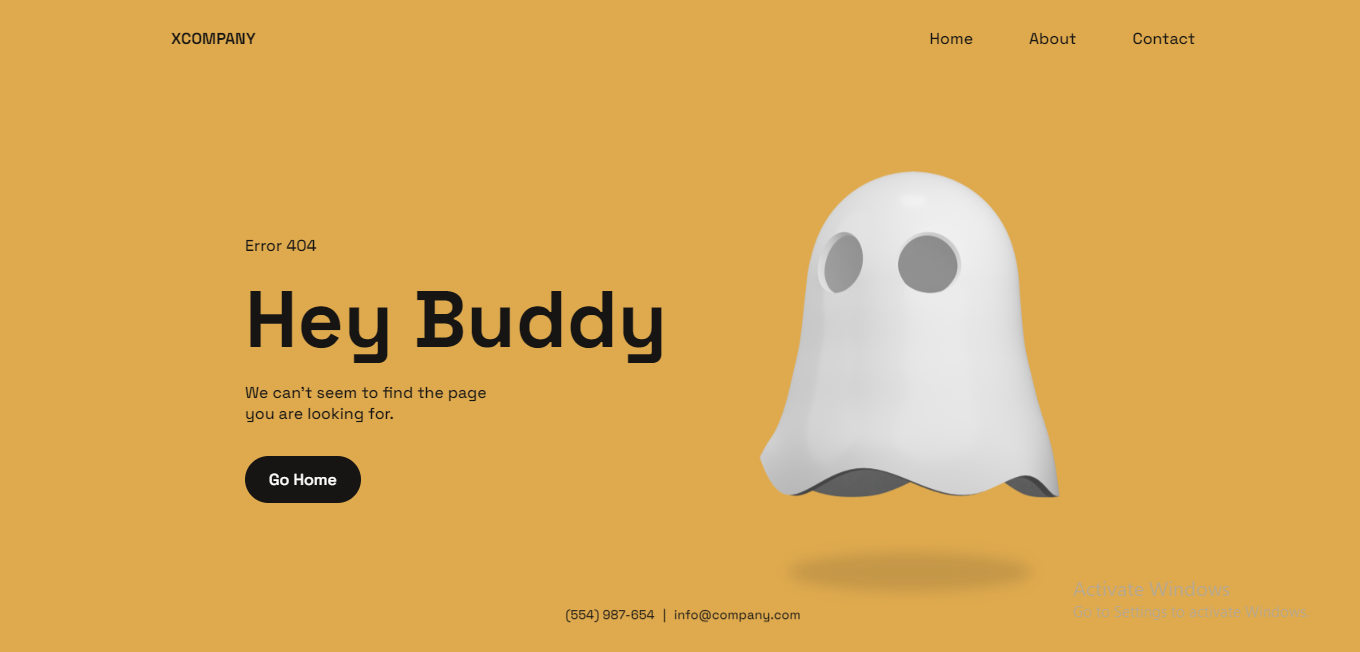 XCOMPANY
Home
About
Contact
Error 404
Hey Buddy
We can't seem to find the page
you are looking for.
Go Home
(554) 987-654 | info@company.com
Activate Windows
Go to Settings to activate Windows.